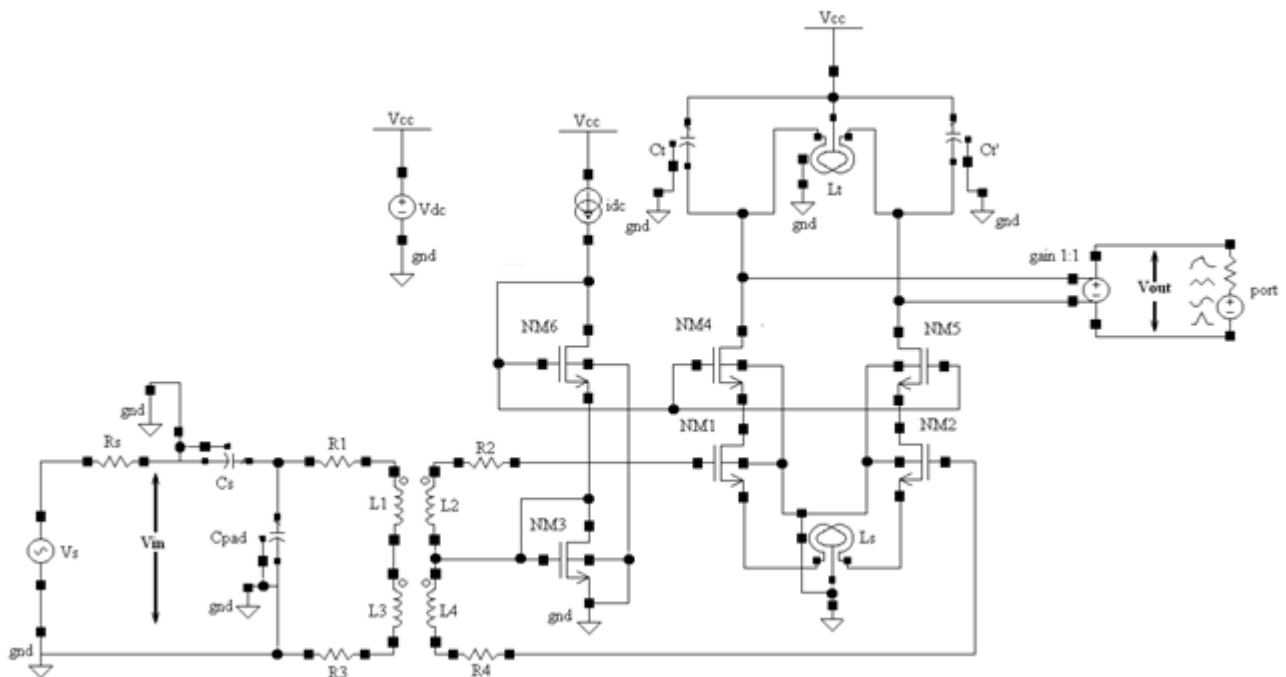 Vcc
Vcc
Vcc
Ct
Ct'
Lt
gnd
gnd
gnd
Vdc
gnd
idc
gain 1:1
Vout
port
NM6
NM4
NM5
gnd
Rs
R1
R2
NM1
NM2
Cs
L1
L2
NM3
Ls
Vs
Vin
Cpad
gnd
L3
L4
gnd
gnd
R3
R4